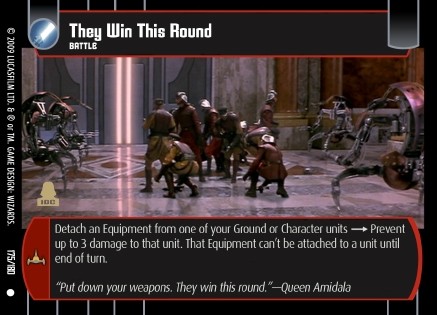 They Win This Round
BATTLE
© 2009 LUCASFILM LTD. & ® or TM. GAME DESIGN: WIZARDS.
IDC
175/180
Detach an Equipment from one of your Ground or Character units → Prevent
up to 3 damage to that unit. That Equipment can't be attached to a unit until
end of turn.
“Put down your weapons. They win this round.”—Queen Amidala